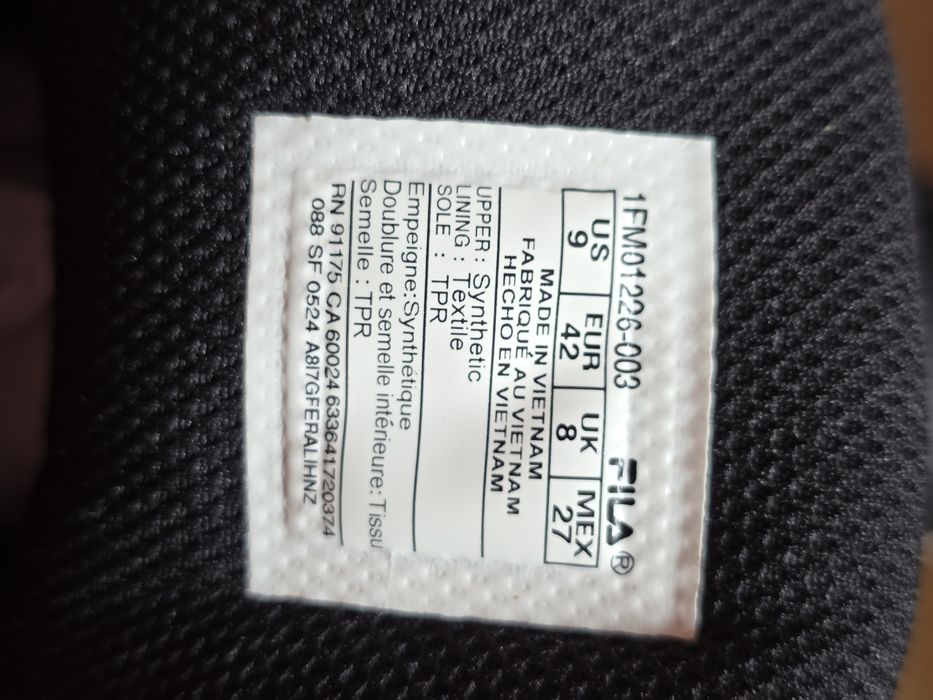 1FM01226-003 FILA®
US EUR UK MEX
9 42 8 27
MADE IN VIETNAM
FABRIQUÉ AU VIETNAM
HECHO EN VIETNAM
UPPER : Synthetic
LINING : Textile
SOLE : TPR
Empeigne:Synthétique
Doublure et semelle intérieure: Tissu
Semelle : TPR
RN 91175 CA 60024 633641720374
088 SF 0524 A8I7GFERALIHNZ